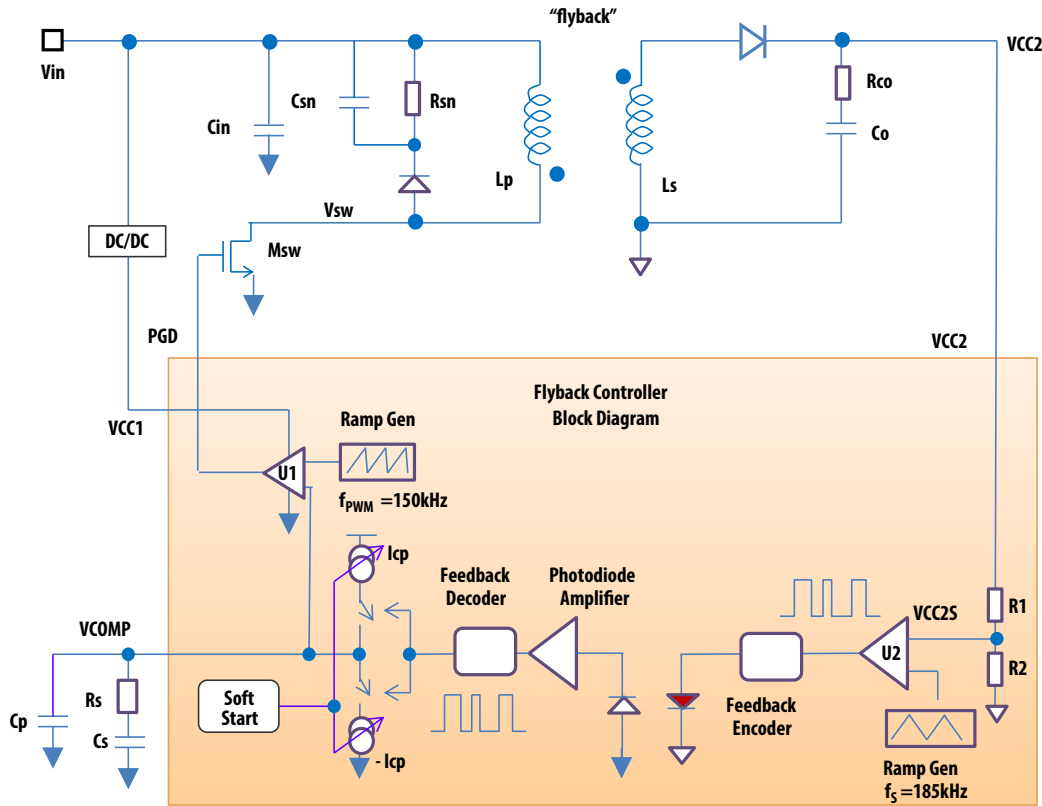 “flyback”
VCC2
Vin
Csn
Rsn
Rco
Cin
Co
Lp
Ls
Vsw
DC/DC
Msw
PGD
VCC2
Flyback Controller
Block Diagram
VCC1
Ramp Gen
U1
fPWM =150kHz
Icp
Feedback
Decoder
Photodiode
Amplifier
R1
VCC2S
VCOMP
U2
R2
Rs
Soft
Start
Feedback
Encoder
Cp
Cs
- Icp
Ramp Gen
fS =185kHz